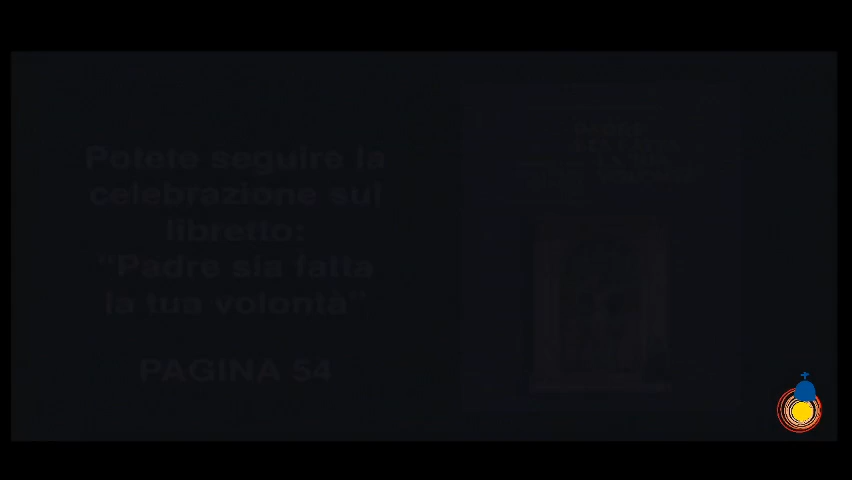 Potete seguire la
celebrazione sul
libretto:
"Padre sia fatta
la tua volontà"
PAGINA 54